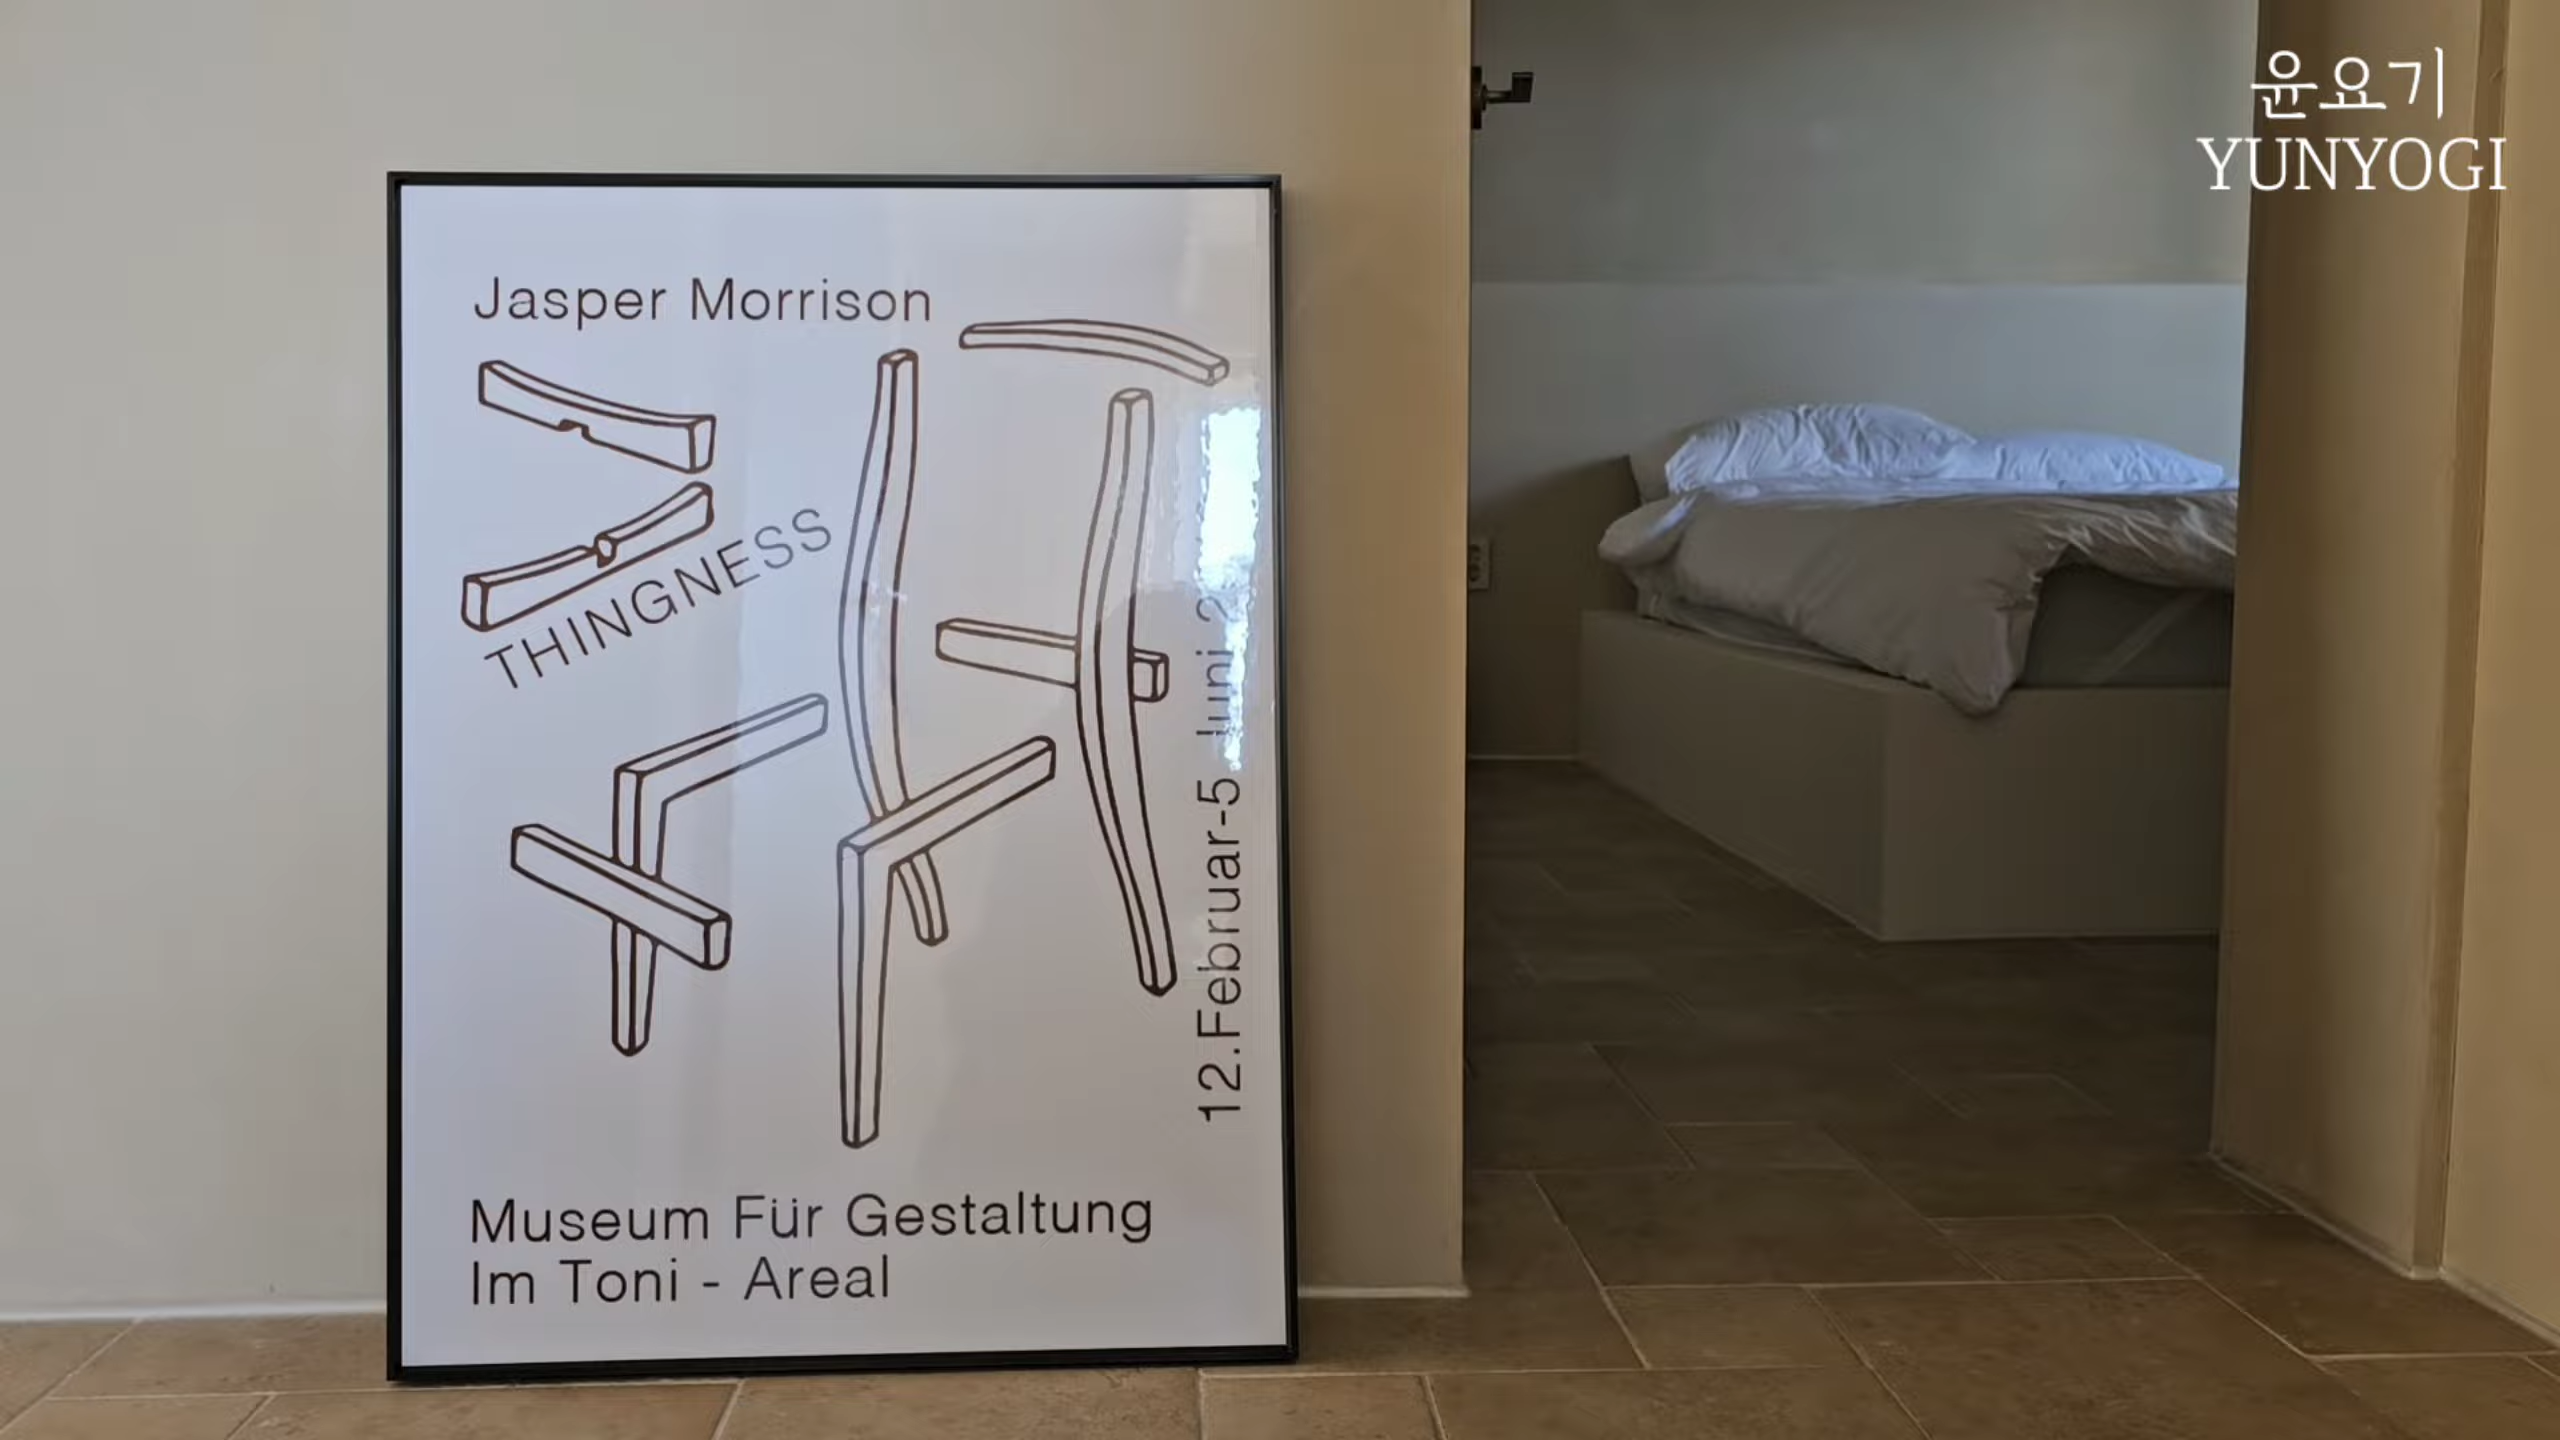 윤요기
YUNYOGI
Jasper Morrison
THINGNESS
12.Februar-5 Juni
Museum Für Gestaltung
Im Toni - Areal